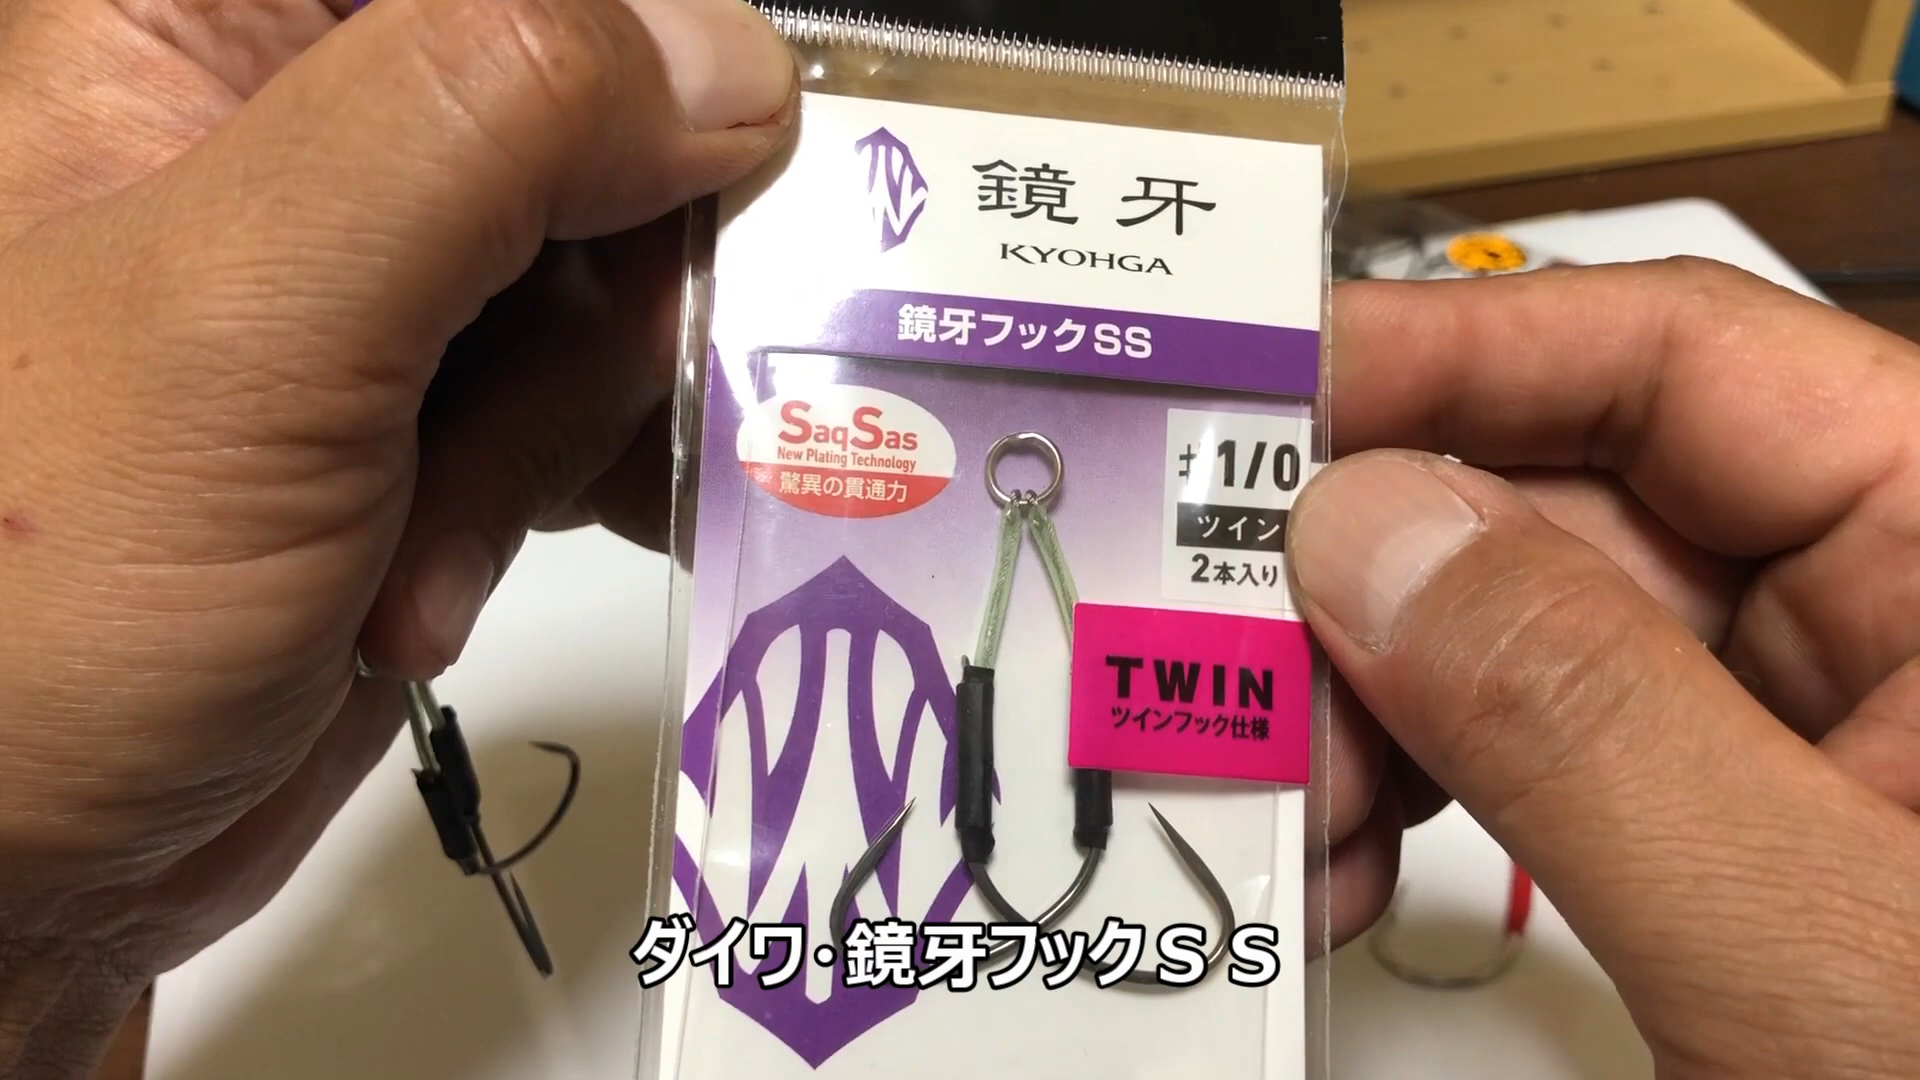 鏡牙
KYOHGA
鏡牙フックSS
SaqSas
New Plating Technology
驚異の貫通力
#1/0
ツイン
2本入り
TWIN
ツインフック仕様
ダイワ・鏡牙フックＳＳ